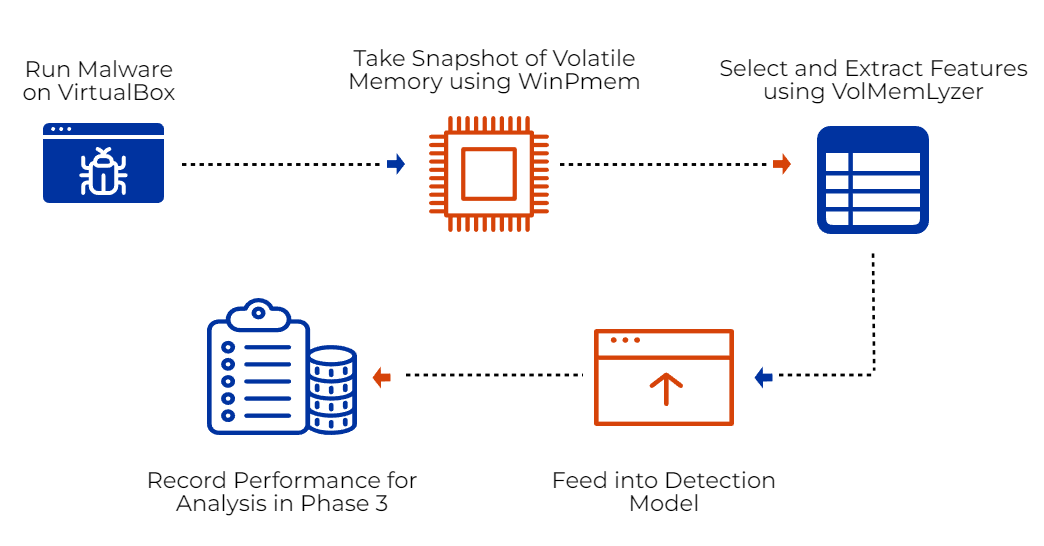 Run Malware
on VirtualBox
Take Snapshot of Volatile
Memory using WinPmem
Select and Extract Features
using VolMemLyzer
Record Performance for
Analysis in Phase 3
Feed into Detection
Model